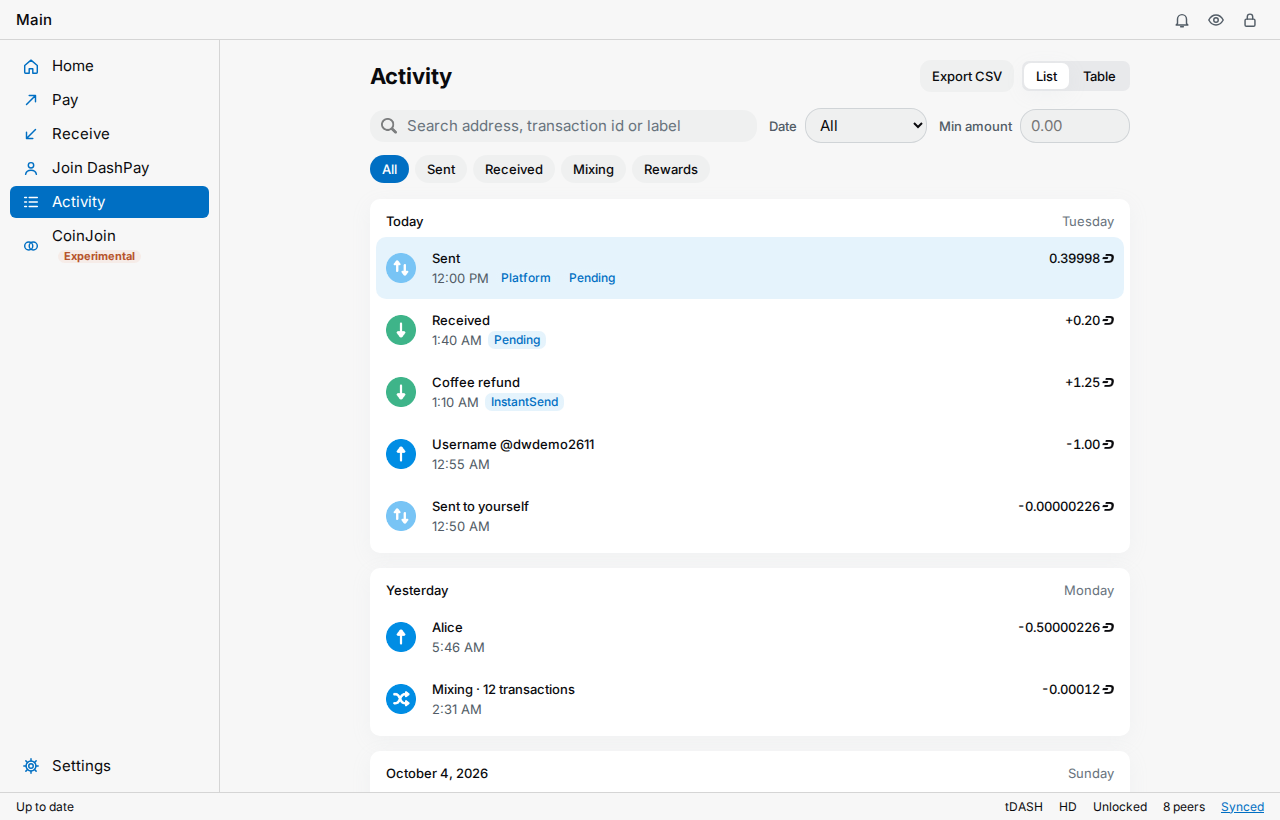 Main
Home
Pay
Receive
Join DashPay
Activity
CoinJoin
Experimental
Settings
Activity
Export CSV
List
Table
Search address, transaction id or label
Date
All
Min amount
0.00
All
Sent
Received
Mixing
Rewards
Today
Tuesday
Sent
0.39998
12:00 PM Platform Pending
Received
+0.20
1:40 AM Pending
Coffee refund
+1.25
1:10 AM InstantSend
Username @dwdemo2611
-1.00
12:55 AM
Sent to yourself
-0.00000226
12:50 AM
Yesterday
Monday
Alice
-0.50000226
5:46 AM
Mixing · 12 transactions
-0.00012
2:31 AM
October 4, 2026
Sunday
Up to date
tDASH
HD
Unlocked
8 peers
Synced